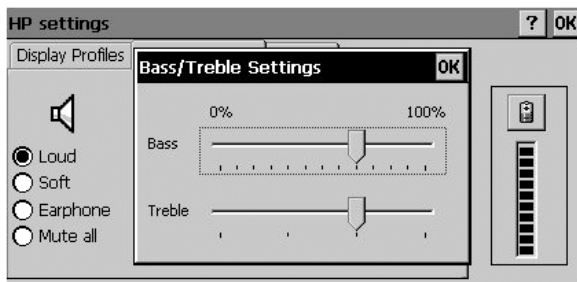 HP settings ? OK
Display Profiles
Bass/Treble Settings OK
0% 100%
Bass
Treble
Loud
Soft
Earphone
Mute all